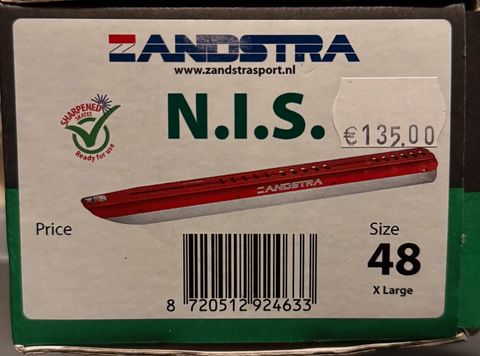 ZANDSTRA
www.zandstrasport.nl
SHARPENED
SKATES
Ready for use
N.I.S.
€135.00
ZANDSTRA
Price
Size
48
X Large
8 720512 924633